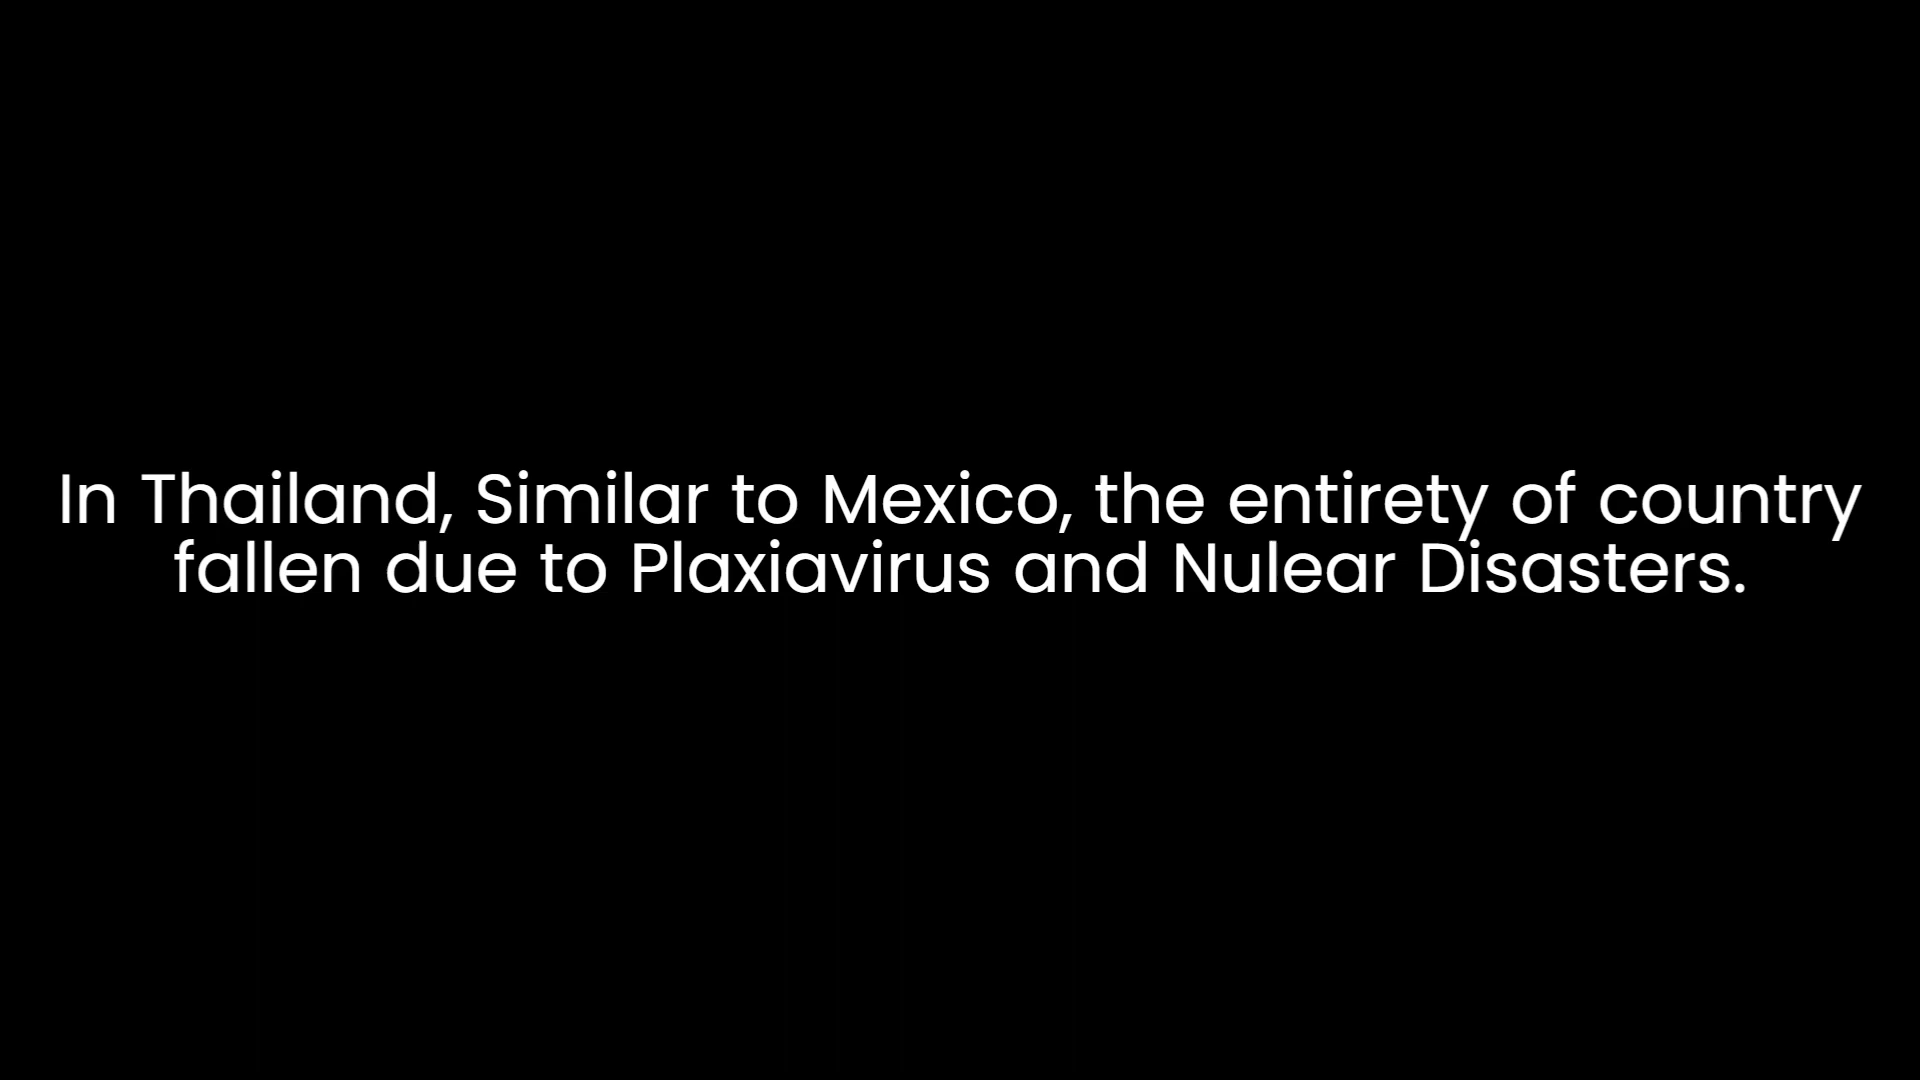 In Thailand, Similar to Mexico, the entirety of country
fallen due to Plaxiavirus and Nulear Disasters.